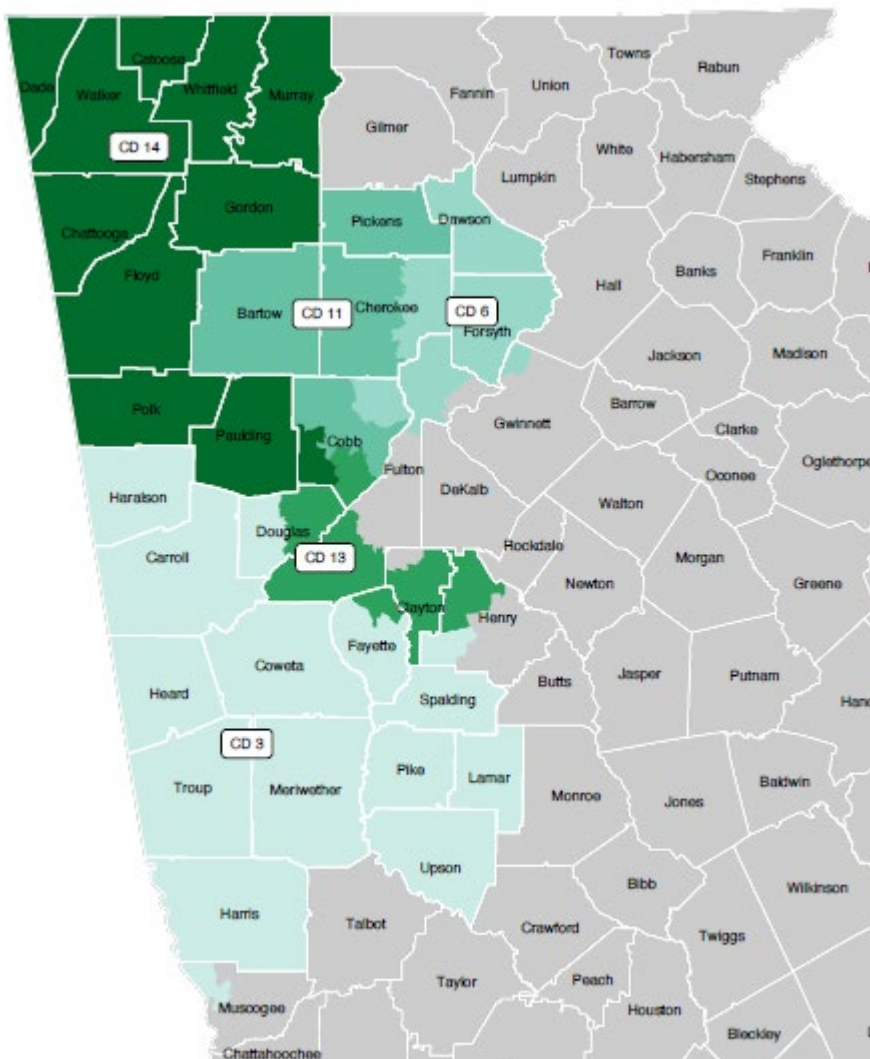 Towns
Rabun
Catoosa
Union
Dade
Walker
Whitfield
Murray
Fannin
Gilmer
White
Habersham
CD 14
Lumpkin
Stephens
Gordon
Pickens
Dawson
Chattooga
Franklin
Floyd
Banks
Hall
Bartow
CD 11
Cherokee
CD 6
Forsyth
Jackson
Madison
Polk
Barrow
Paulding
Cobb
Gwinnett
Clarke
Fulton
Oconee
Oglethorpe
DeKalb
Haralson
Walton
Douglas
Carroll
CD 13
Rockdale
Morgan
Newton
Greene
Clayton
Henry
Fayette
Coweta
Jasper
Putnam
Butts
Heard
Spalding
Hanc
CD 3
Pike
Lamar
Baldwin
Troup
Meriwether
Monroe
Jones
Upson
Bibb
Wilkinson
Harris
Talbot
Crawford
Twiggs
Taylor
Peach
Muscogee
Houston
Bleckley
Chattahoochee